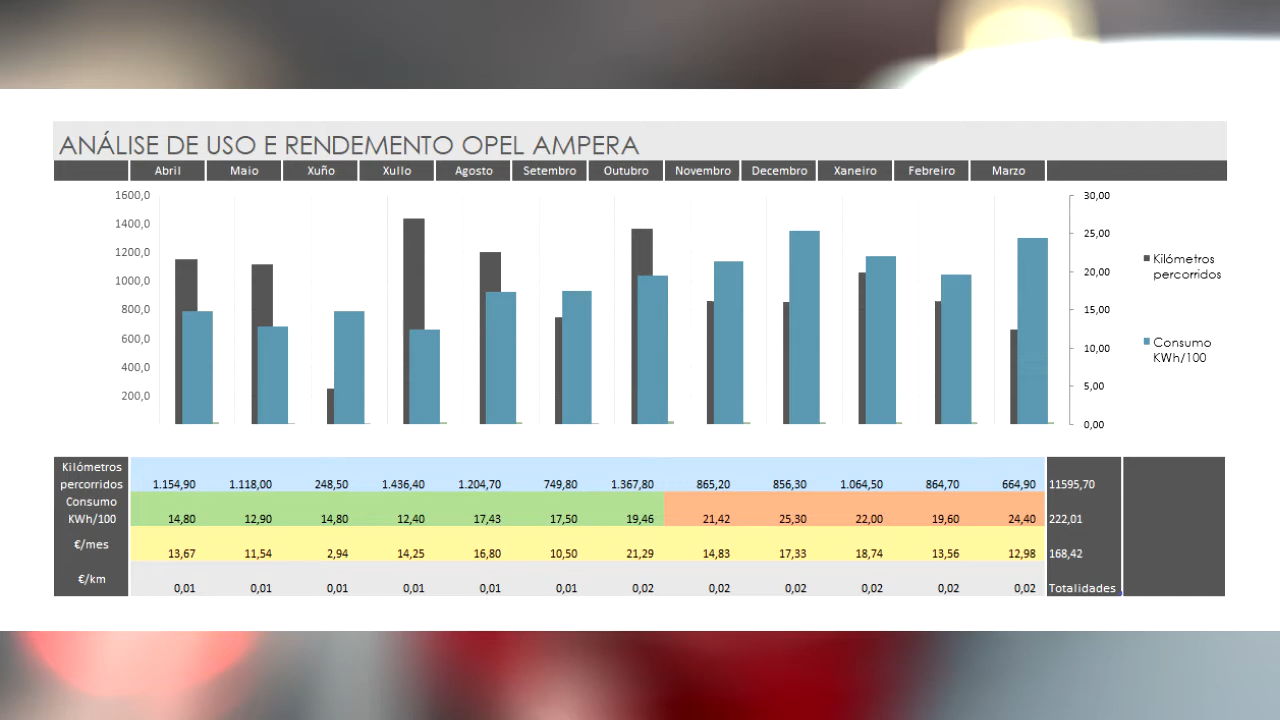 ANÁLISE DE USO E RENDEMENTO OPEL AMPERA
Abril Maio Xuño Xullo Agosto Setembro Outubro Novembro Decembro Xaneiro Febreiro Marzo
1600,0
1400,0
1200,0
1000,0
800,0
600,0
400,0
200,0
30,00
25,00
20,00
15,00
10,00
5,00
0,00
Kilómetros
percorridos
Consumo
KWh/100
Kilómetros
percorridos 1.154,90 1.118,00 248,50 1.436,40 1.204,70 749,80 1.367,80 865,20 856,30 1.064,50 864,70 664,90 11595,70
Consumo
KWh/100 14,80 12,90 14,80 12,40 17,43 17,50 19,46 21,42 25,30 22,00 19,60 24,40 222,01
€/mes 13,67 11,54 2,94 14,25 16,80 10,50 21,29 14,83 17,33 18,74 13,56 12,98 168,42
€/km 0,01 0,01 0,01 0,01 0,01 0,01 0,02 0,02 0,02 0,02 0,02 0,02 Totalidades